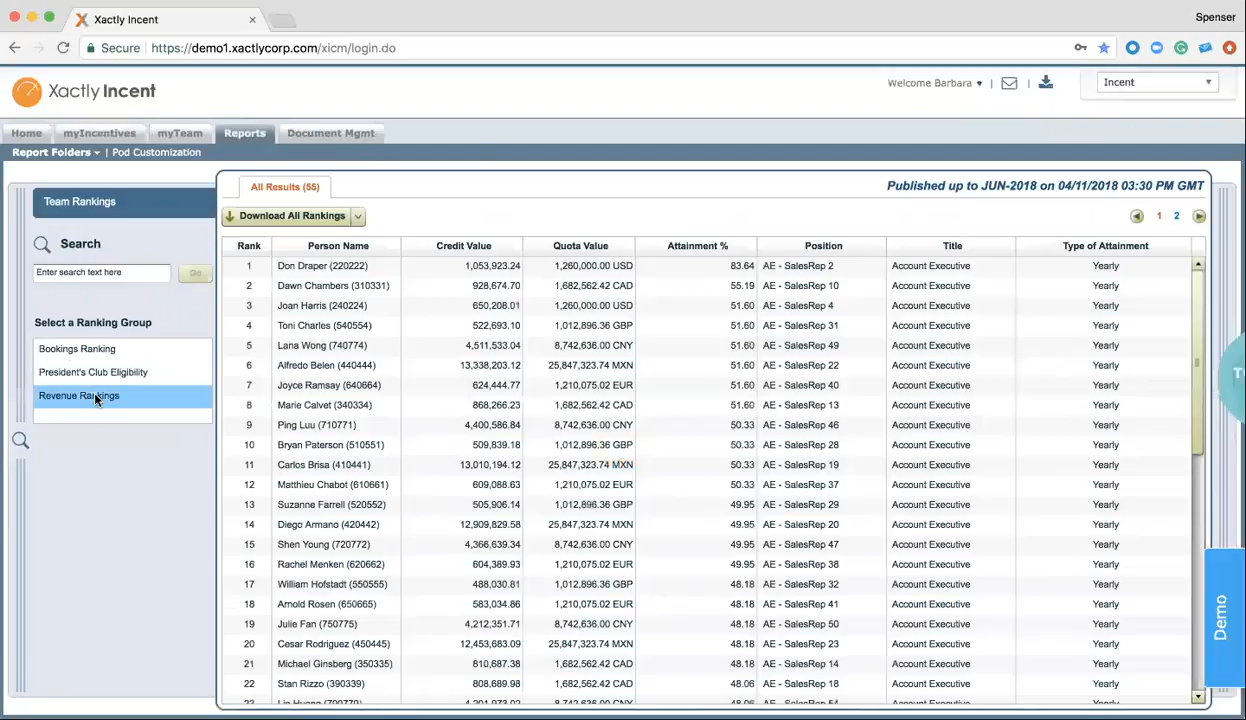 Xactly Incent
Spenser
Secure https://demo1.xactlycorp.com/xicm/login.do
Xactly Incent
Welcome Barbara
Incent
Home myIncentives myTeam Reports Document Mgmt
Report Folders Pod Customization
Team Rankings
Search
Enter search text here Go
Select a Ranking Group
Bookings Ranking
President's Club Eligibility
Revenue Rankings
All Results (55)
Published up to JUN-2018 on 04/11/2018 03:30 PM GMT
Download All Rankings
1 2
Rank Person Name Credit Value Quota Value Attainment % Position Title Type of Attainment
1 Don Draper (220222) 1,053,923.24 1,260,000.00 USD 83.64 AE - SalesRep 2 Account Executive Yearly
2 Dawn Chambers (310331) 928,674.70 1,682,562.42 CAD 55.19 AE - SalesRep 10 Account Executive Yearly
3 Joan Harris (240224) 650,208.01 1,260,000.00 USD 51.60 AE - SalesRep 4 Account Executive Yearly
4 Toni Charles (540554) 522,693.10 1,012,896.36 GBP 51.60 AE - SalesRep 31 Account Executive Yearly
5 Lana Wong (740774) 4,511,533.04 8,742,636.00 CNY 51.60 AE - SalesRep 49 Account Executive Yearly
6 Alfredo Belen (440444) 13,338,203.12 25,847,323.74 MXN 51.60 AE - SalesRep 22 Account Executive Yearly
7 Joyce Ramsay (640664) 624,444.77 1,210,075.02 EUR 51.60 AE - SalesRep 40 Account Executive Yearly
8 Marie Calvet (340334) 868,266.23 1,682,562.42 CAD 51.60 AE - SalesRep 13 Account Executive Yearly
9 Ping Luu (710771) 4,400,586.84 8,742,636.00 CNY 50.33 AE - SalesRep 46 Account Executive Yearly
10 Bryan Paterson (510551) 509,839.18 1,012,896.36 GBP 50.33 AE - SalesRep 28 Account Executive Yearly
11 Carlos Brisa (410441) 13,010,194.12 25,847,323.74 MXN 50.33 AE - SalesRep 19 Account Executive Yearly
12 Matthieu Chabot (610661) 609,088.63 1,210,075.02 EUR 50.33 AE - SalesRep 37 Account Executive Yearly
13 Suzanne Farrell (520552) 505,906.14 1,012,896.36 GBP 49.95 AE - SalesRep 29 Account Executive Yearly
14 Diego Armano (420442) 12,909,829.58 25,847,323.74 MXN 49.95 AE - SalesRep 20 Account Executive Yearly
15 Shen Young (720772) 4,366,639.34 8,742,636.00 CNY 49.95 AE - SalesRep 47 Account Executive Yearly
16 Rachel Menken (620662) 604,389.93 1,210,075.02 EUR 49.95 AE - SalesRep 38 Account Executive Yearly
17 William Hofstadt (550555) 488,030.81 1,012,896.36 GBP 48.18 AE - SalesRep 32 Account Executive Yearly
18 Arnold Rosen (650665) 583,034.86 1,210,075.02 EUR 48.18 AE - SalesRep 41 Account Executive Yearly
19 Julie Fan (750775) 4,212,351.71 8,742,636.00 CNY 48.18 AE - SalesRep 50 Account Executive Yearly
20 Cesar Rodriguez (450445) 12,453,683.09 25,847,323.74 MXN 48.18 AE - SalesRep 23 Account Executive Yearly
21 Michael Ginsberg (350335) 810,687.38 1,682,562.42 CAD 48.18 AE - SalesRep 14 Account Executive Yearly
22 Stan Rizzo (390339) 808,689.98 1,682,562.42 CAD 48.06 AE - SalesRep 18 Account Executive Yearly
Demo